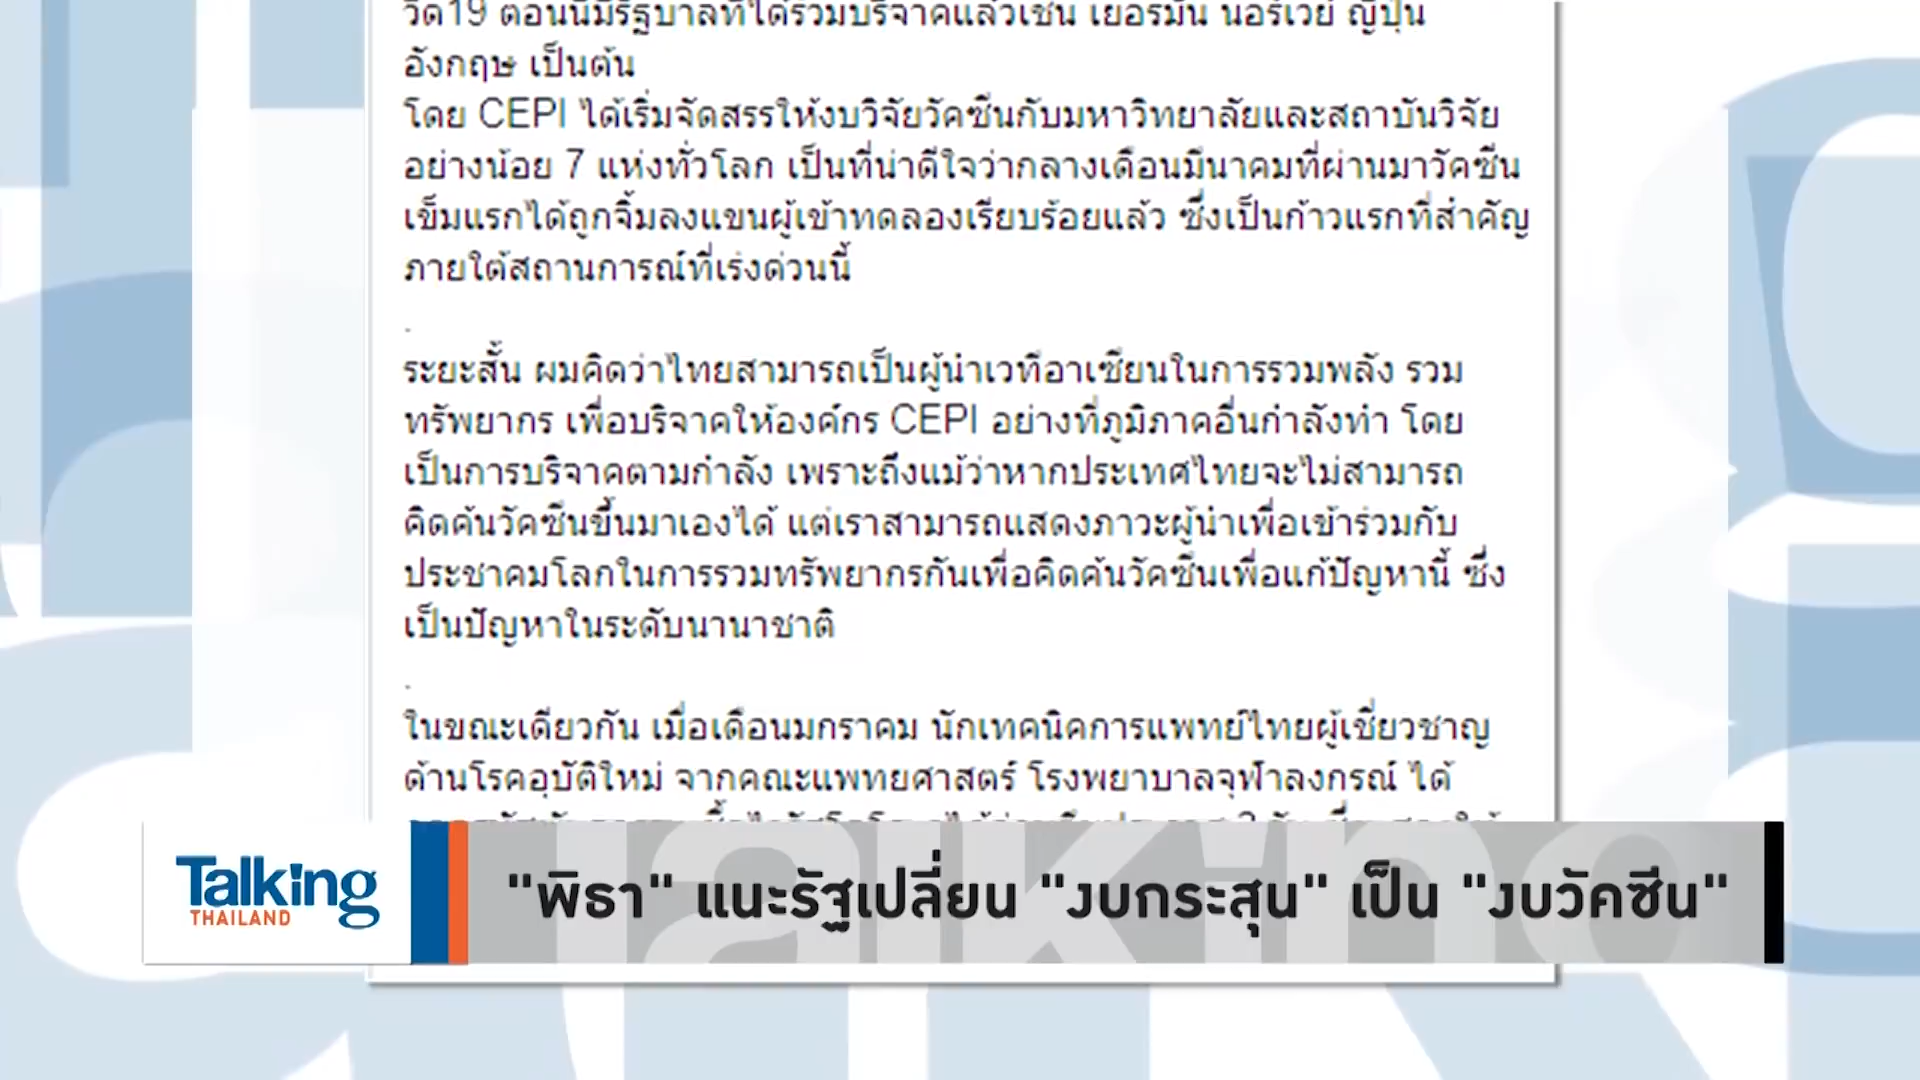 วิด19 ตอนนี้มีรัฐบาลที่ได้ร่วมบริจาคแล้วเช่น เยอรมัน นอร์เวย์ ญี่ปุ่น
อังกฤษ เป็นต้น
โดย CEPI ได้เริ่มจัดสรรให้งบวิจัยวัคซีนกับมหาวิทยาลัยและสถาบันวิจัย
อย่างน้อย 7 แห่งทั่วโลก เป็นที่น่าดีใจว่ากลางเดือนมีนาคมที่ผ่านมาวัคซีน
เข็มแรกได้ถูกจิ้มลงแขนผู้เข้าทดลองเรียบร้อยแล้ว ซึ่งเป็นก้าวแรกที่สำคัญ
ภายใต้สถานการณ์ที่เร่งด่วนนี้
.
ระยะสั้น ผมคิดว่าไทยสามารถเป็นผู้นำเวทีอาเซียนในการรวมพลัง รวม
ทรัพยากร เพื่อบริจาคให้องค์กร CEPI อย่างที่ภูมิภาคอื่นกำลังทำ โดย
เป็นการบริจาคตามกำลัง เพราะถึงแม้ว่าหากประเทศไทยจะไม่สามารถ
คิดค้นวัคซีนขึ้นมาเองได้ แต่เราสามารถแสดงภาวะผู้นำเพื่อเข้าร่วมกับ
ประชาคมโลกในการรวมทรัพยากรกันเพื่อคิดค้นวัคซีนเพื่อแก้ปัญหานี้ ซึ่ง
เป็นปัญหาในระดับนานาชาติ
.
ในขณะเดียวกัน เมื่อเดือนมกราคม นักเทคนิคการแพทย์ไทยผู้เชี่ยวชาญ
ด้านโรคอุบัติใหม่ จากคณะแพทยศาสตร์ โรงพยาบาลจุฬาลงกรณ์ ได้
Talking
THAILAND
"พิธา" แนะรัฐเปลี่ยน "งบกระสุน" เป็น "งบวัคซีน"